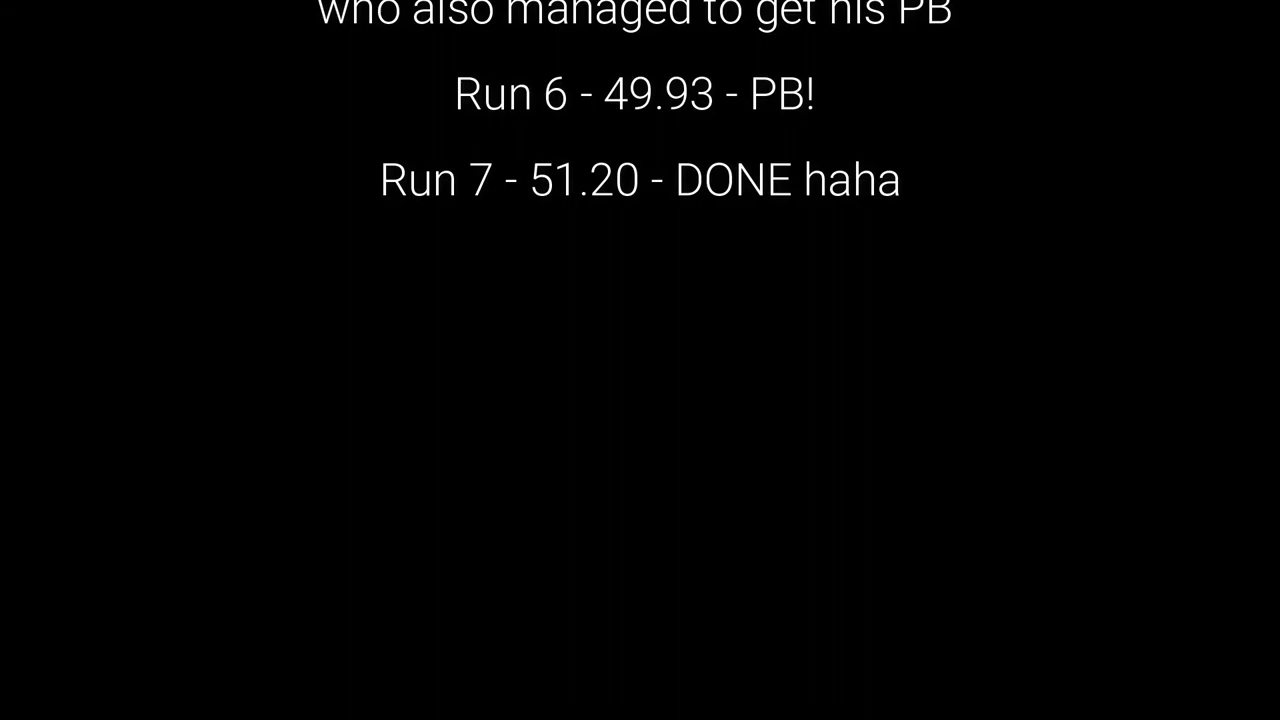 who also managed to get his PB
Run 6 - 49.93 - PB!
Run 7 - 51.20 - DONE haha